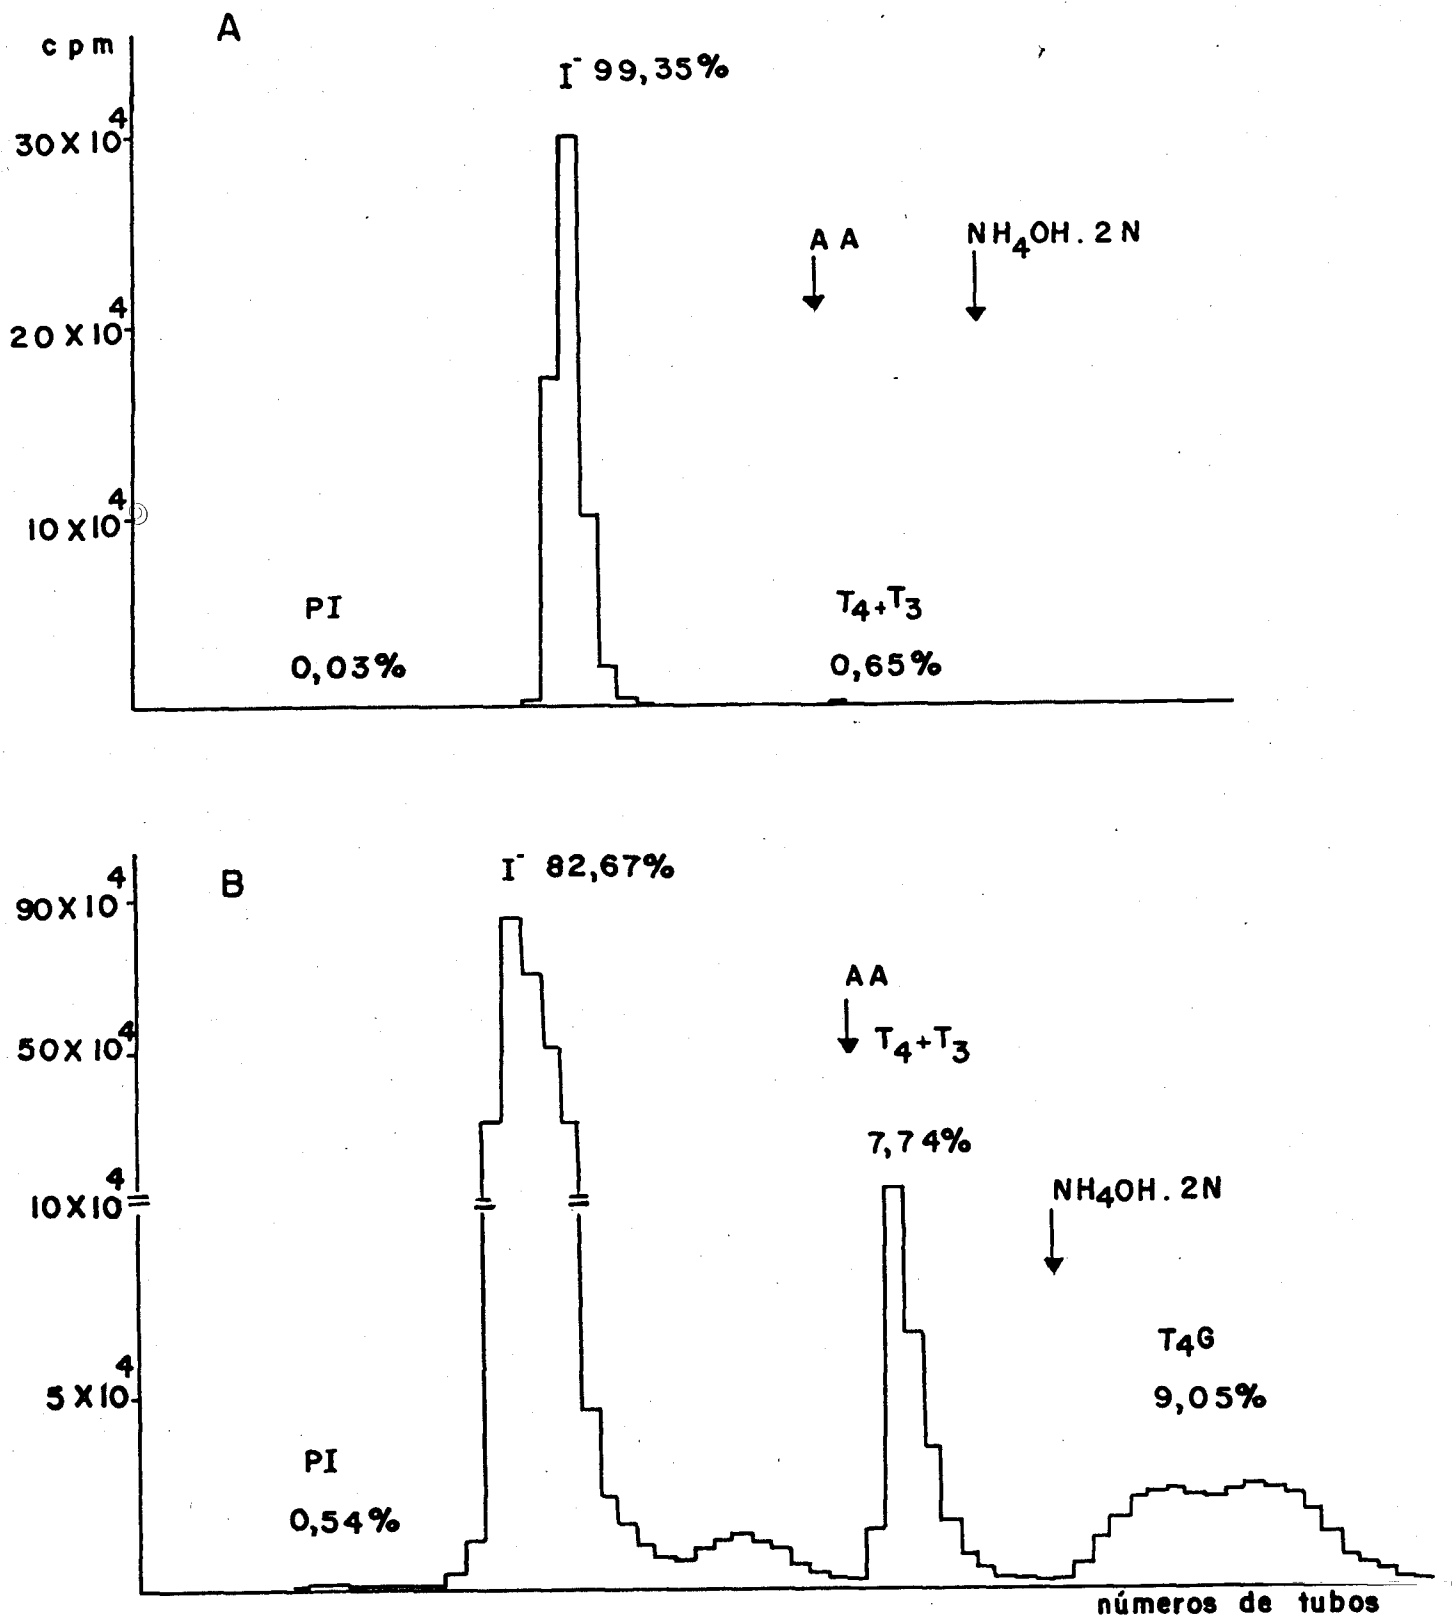 A
cpm
I⁻ 99,35%
30X10⁴
AA
NH₄OH.2N
20X10⁴
10X10⁴
PI
T₄+T₃
0,03%
0,65%
I⁻ 82,67%
B
90X10⁴
AA
50X10⁴
T₄+T₃
7,74%
10X10⁴
NH₄OH.2N
T₄G
5X10⁴
9,05%
PI
0,54%
números de tubos